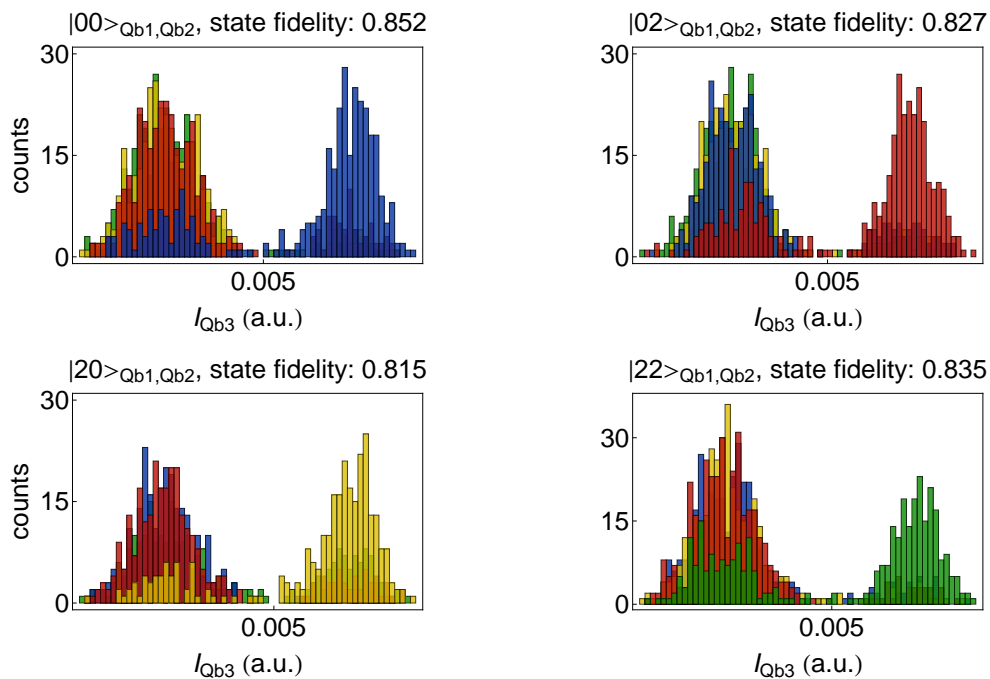 |00>Qb1,Qb2, state fidelity: 0.852
30
15
0
counts
0.005
IQb3 (a.u.)
|02>Qb1,Qb2, state fidelity: 0.827
30
15
0
counts
0.005
IQb3 (a.u.)
|20>Qb1,Qb2, state fidelity: 0.815
30
15
0
counts
0.005
IQb3 (a.u.)
|22>Qb1,Qb2, state fidelity: 0.835
30
15
0
counts
0.005
IQb3 (a.u.)